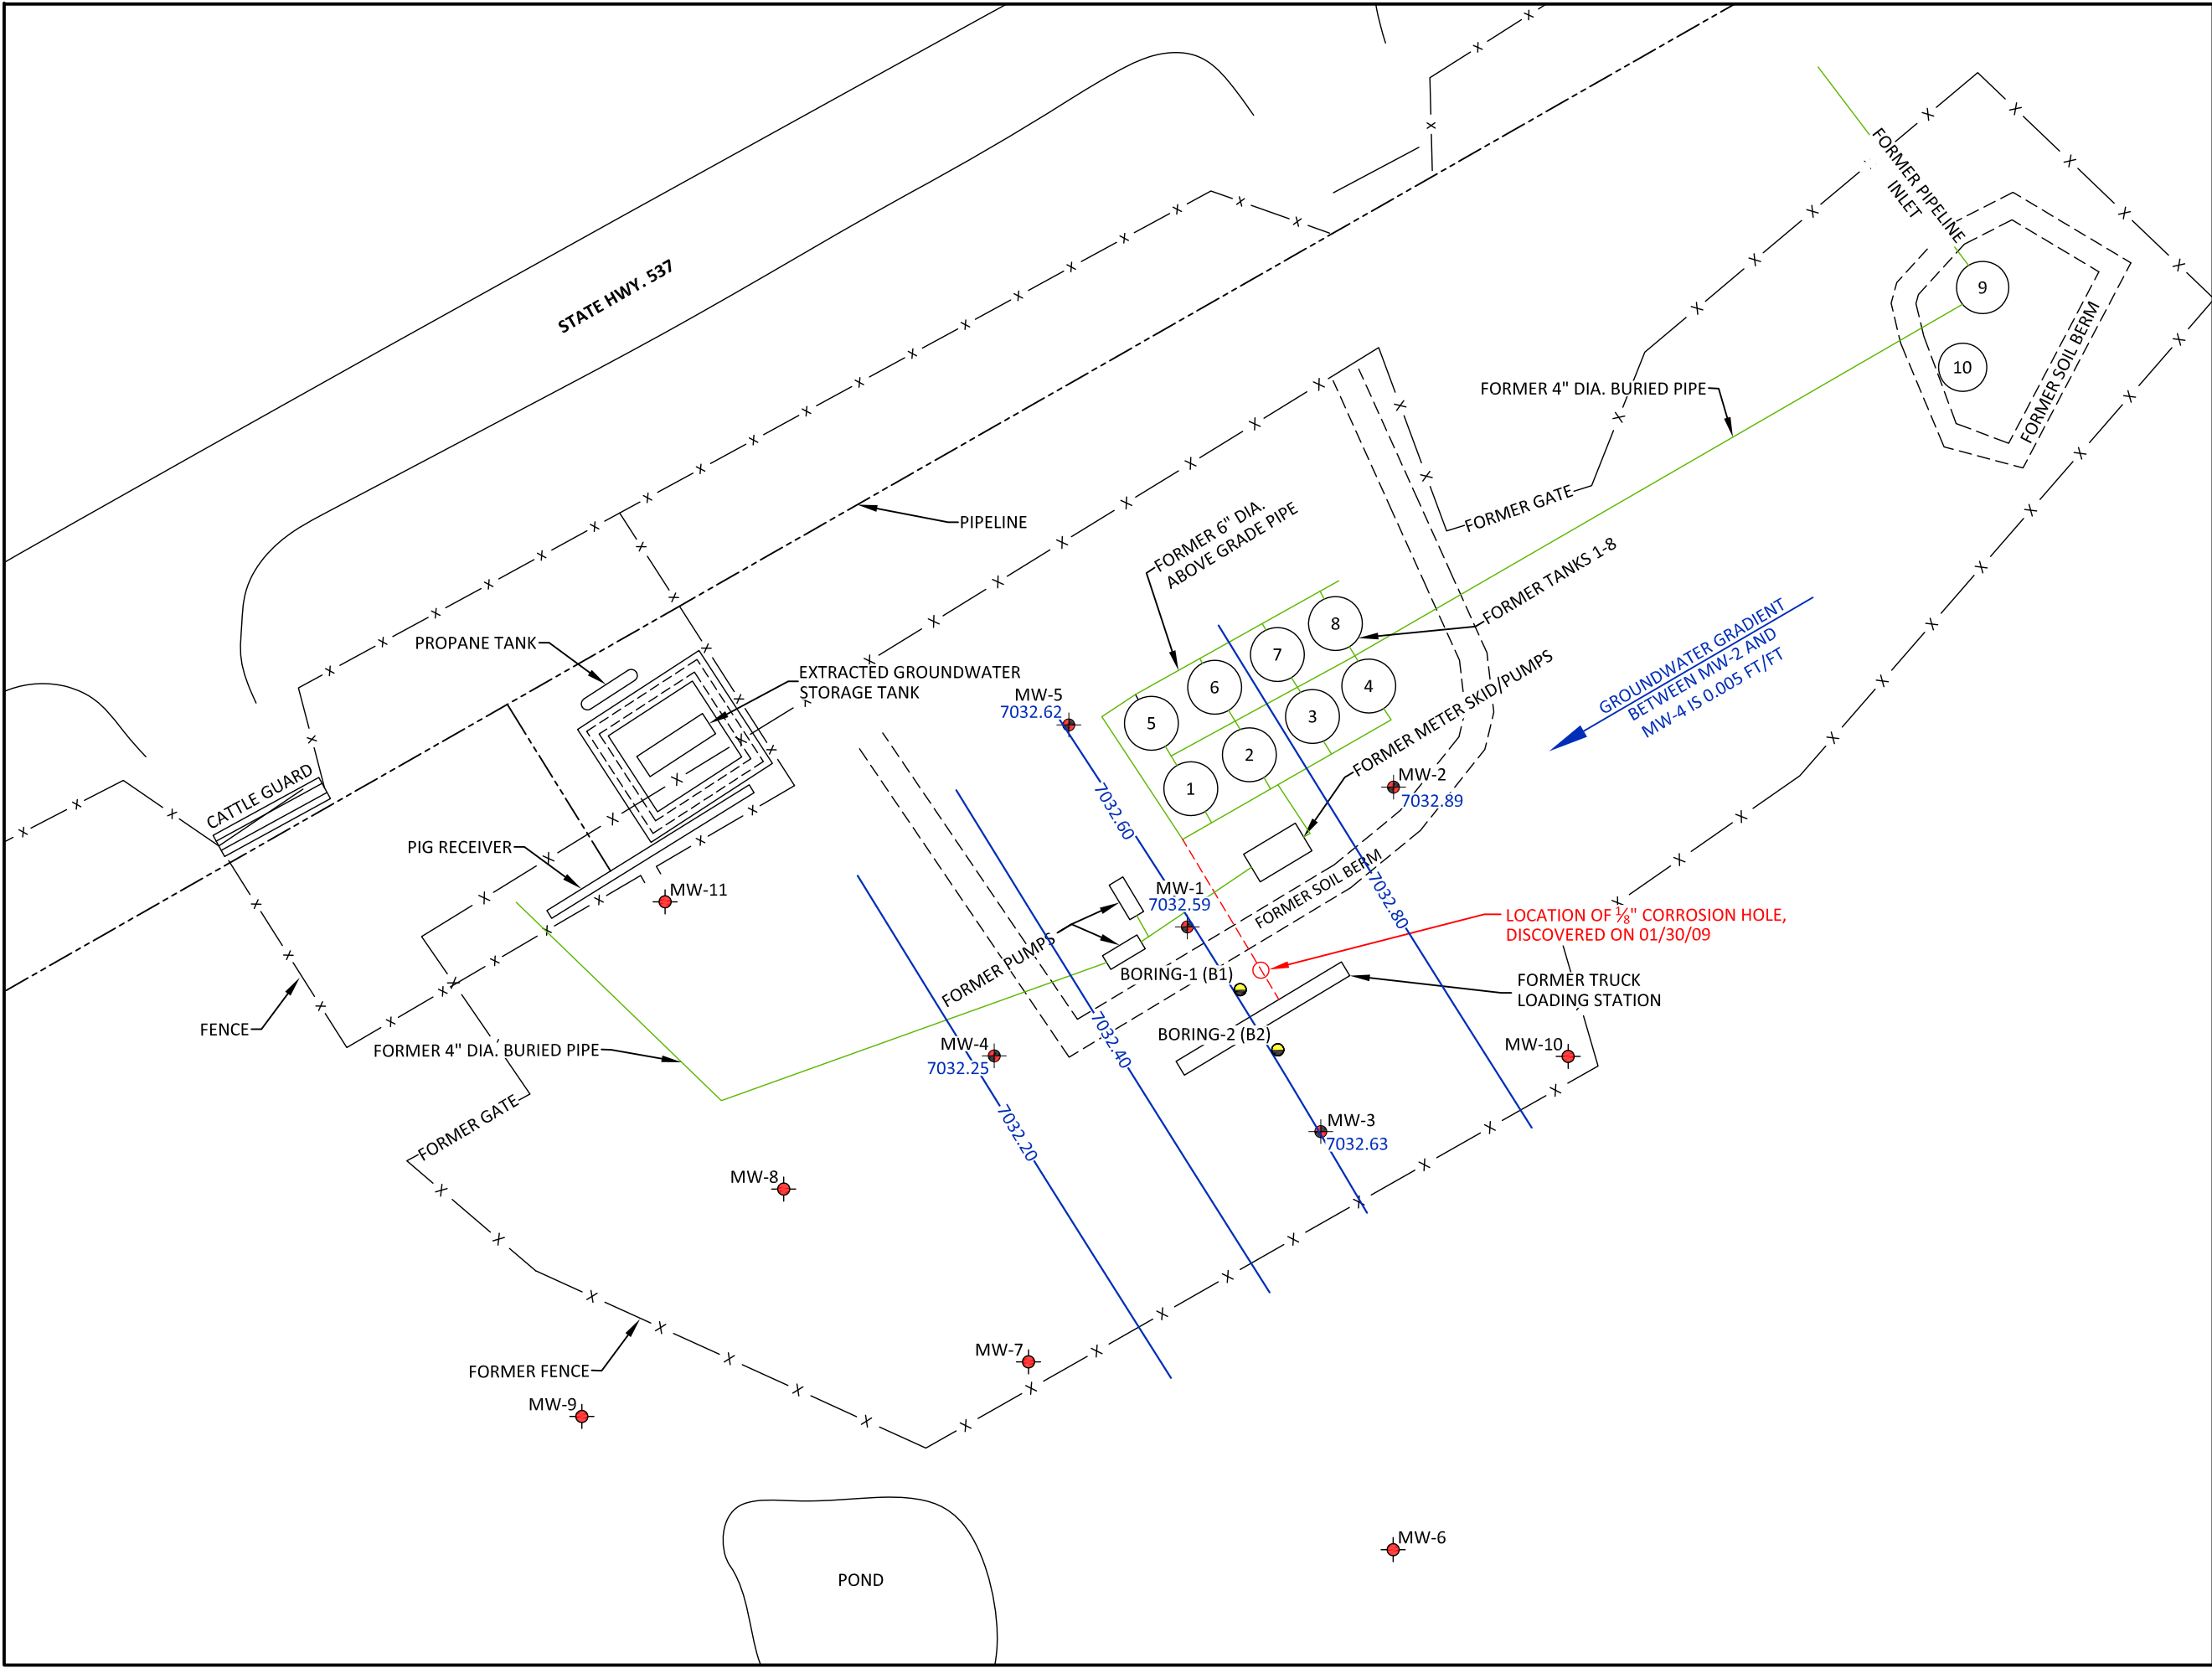 STATE HWY. 537
FORMER PIPELINE
INLET
9
10
FORMER SOIL BERM
FORMER 4" DIA. BURIED PIPE
FORMER GATE
PIPELINE
FORMER 6" DIA.
ABOVE GRADE PIPE
FORMER TANKS 1-8
GROUNDWATER GRADIENT
BETWEEN MW-2 AND
MW-4 IS 0.005 FT/FT
PROPANE TANK
EXTRACTED GROUNDWATER
STORAGE TANK
8
7
6
5
4
3
2
1
MW-5
7032.62
FORMER METER SKID/PUMPS
MW-2
7032.89
CATTLE GUARD
7032.60
PIG RECEIVER
MW-11
MW-1
7032.59
FORMER SOIL BERM
7032.80
LOCATION OF ⅛" CORROSION HOLE,
DISCOVERED ON 01/30/09
FORMER PUMPS
BORING-1 (B1)
FORMER TRUCK
LOADING STATION
FENCE
FORMER 4" DIA. BURIED PIPE
MW-4
7032.25
7032.40
BORING-2 (B2)
MW-10
FORMER GATE
7032.20
MW-3
7032.63
MW-8
MW-7
FORMER FENCE
MW-9
MW-6
POND